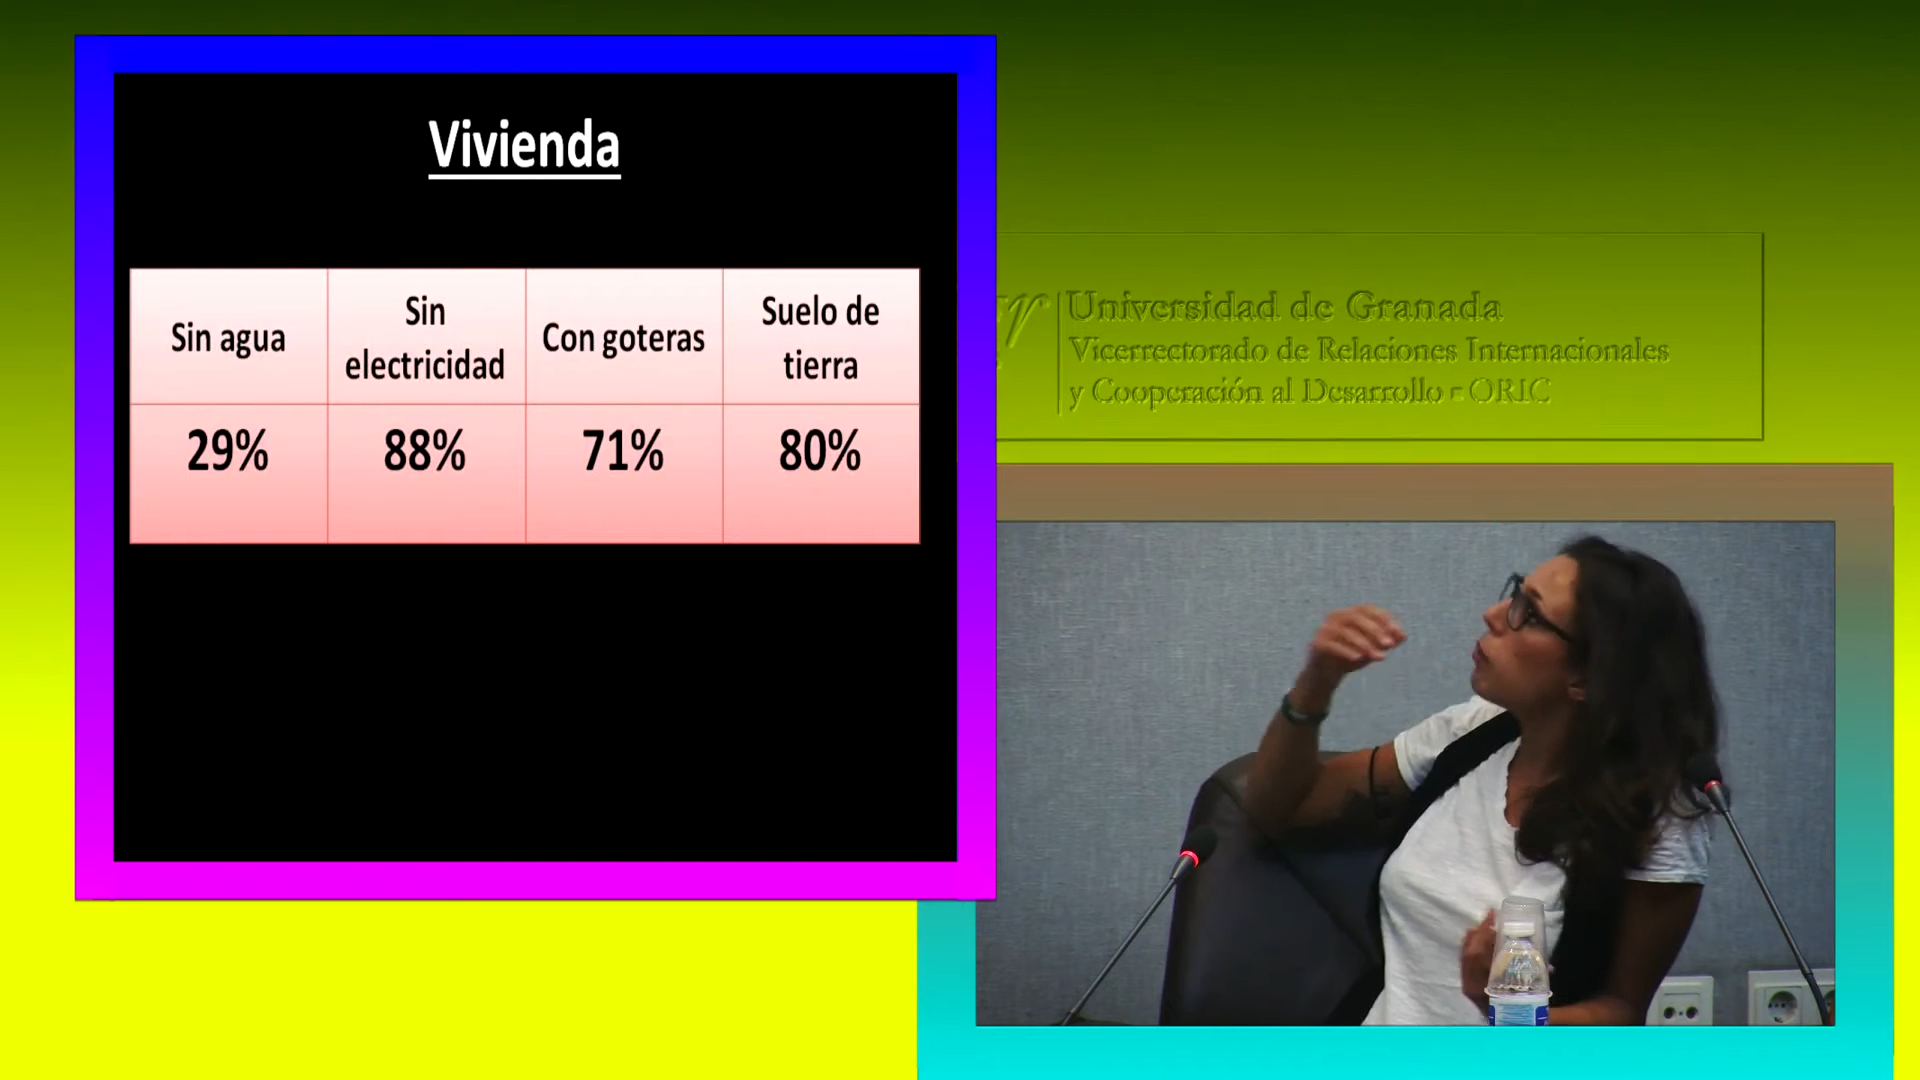 Vivienda
Sin agua
Sin
electricidad
Con goteras
Suelo de
tierra
29%
88%
71%
80%
Universidad de Granada
Vicerrectorado de Relaciones Internacionales
y Cooperación al Desarrollo - ORIC